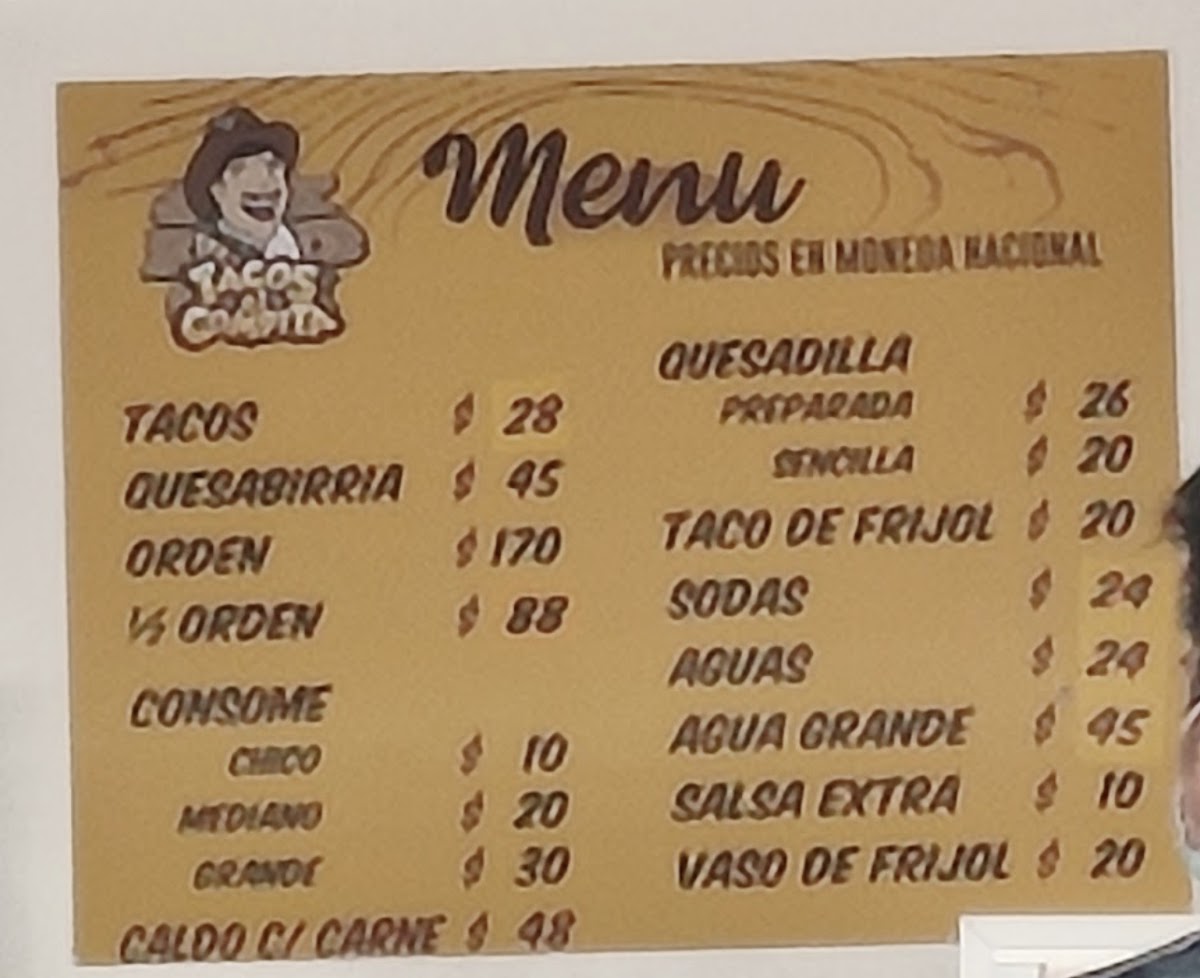 Menu
PRECIOS EN MONEDA NACIONAL
TACOS
TACOS $ 28
QUESABIRRIA $ 45
ORDEN $ 170
½ ORDEN $ 88
CONSOME
CHICO $ 10
MEDIANO $ 20
GRANDE $ 30
CALDO C/ CARNE $ 48
QUESADILLA
PREPARADA $ 26
SENCILLA $ 20
TACO DE FRIJOL $ 20
SODAS $ 24
AGUAS $ 24
AGUA GRANDE $ 45
SALSA EXTRA $ 10
VASO DE FRIJOL $ 20